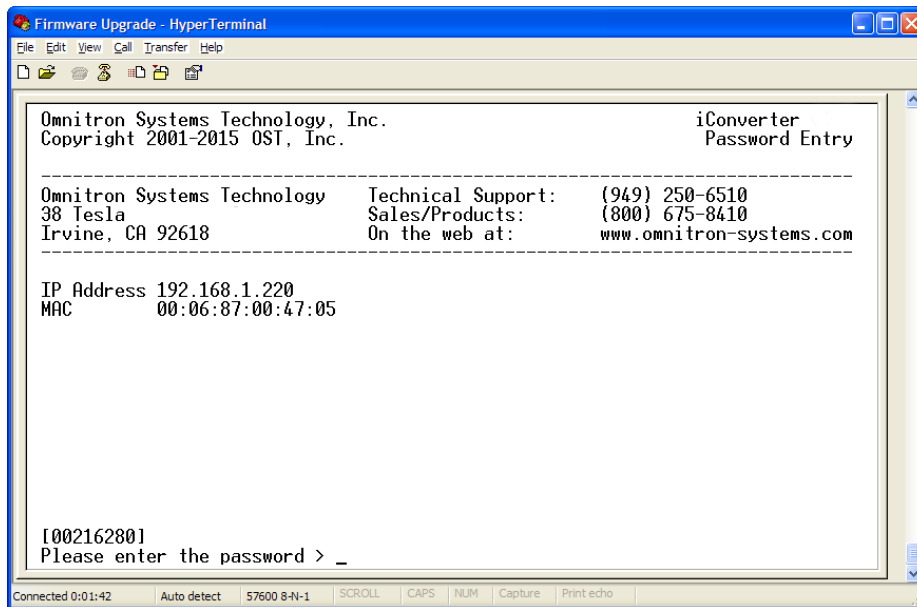 Firmware Upgrade - HyperTerminal
File Edit View Call Transfer Help
Omnitron Systems Technology, Inc. iConverter
Copyright 2001-2015 OST, Inc. Password Entry
--------------------------------------------------------------------------------
Omnitron Systems Technology Technical Support: (949) 250-6510
38 Tesla Sales/Products: (800) 675-8410
Irvine, CA 92618 On the web at: www.omnitron-systems.com
--------------------------------------------------------------------------------
IP Address 192.168.1.220
MAC 00:06:87:00:47:05
[00216280]
Please enter the password > _
Connected 0:01:42 Auto detect 57600 8-N-1 SCROLL CAPS NUM Capture Print echo